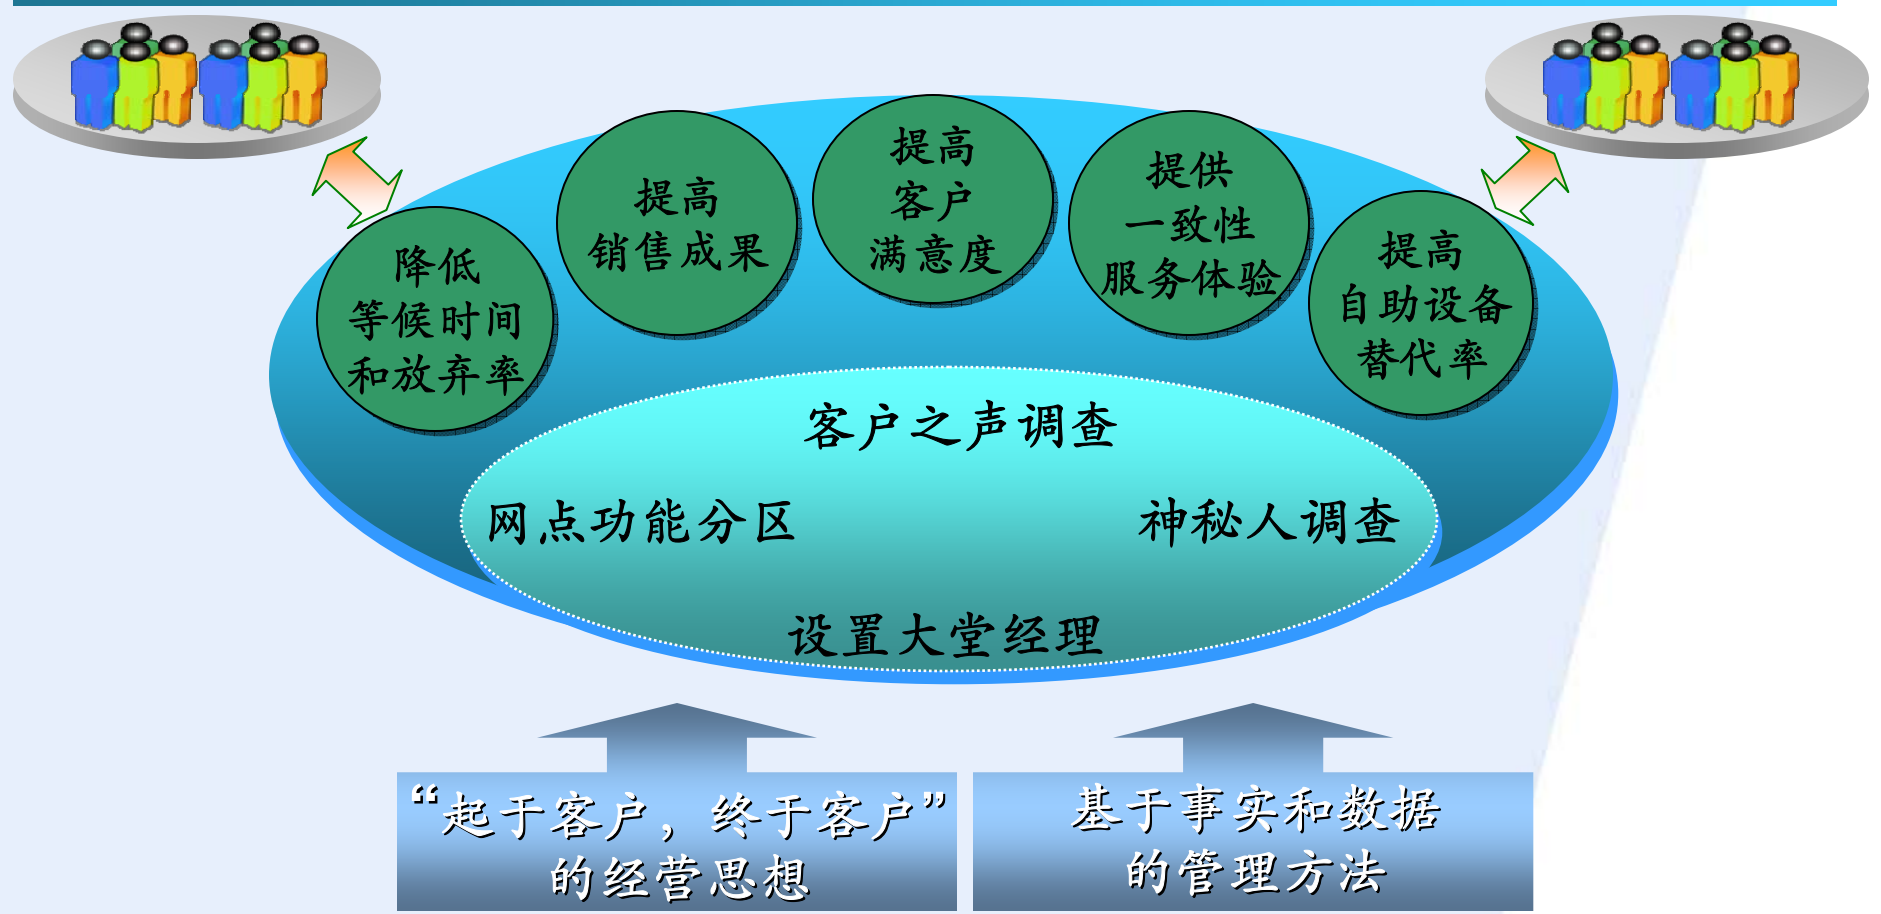 降低
等候时间
和放弃率
提高
销售成果
提高
客户
满意度
提供
一致性
服务体验
提高
自助设备
替代率
客户之声调查
网点功能分区
神秘人调查
设置大堂经理
“起于客户，终于客户”
的经营思想
基于事实和数据
的管理方法